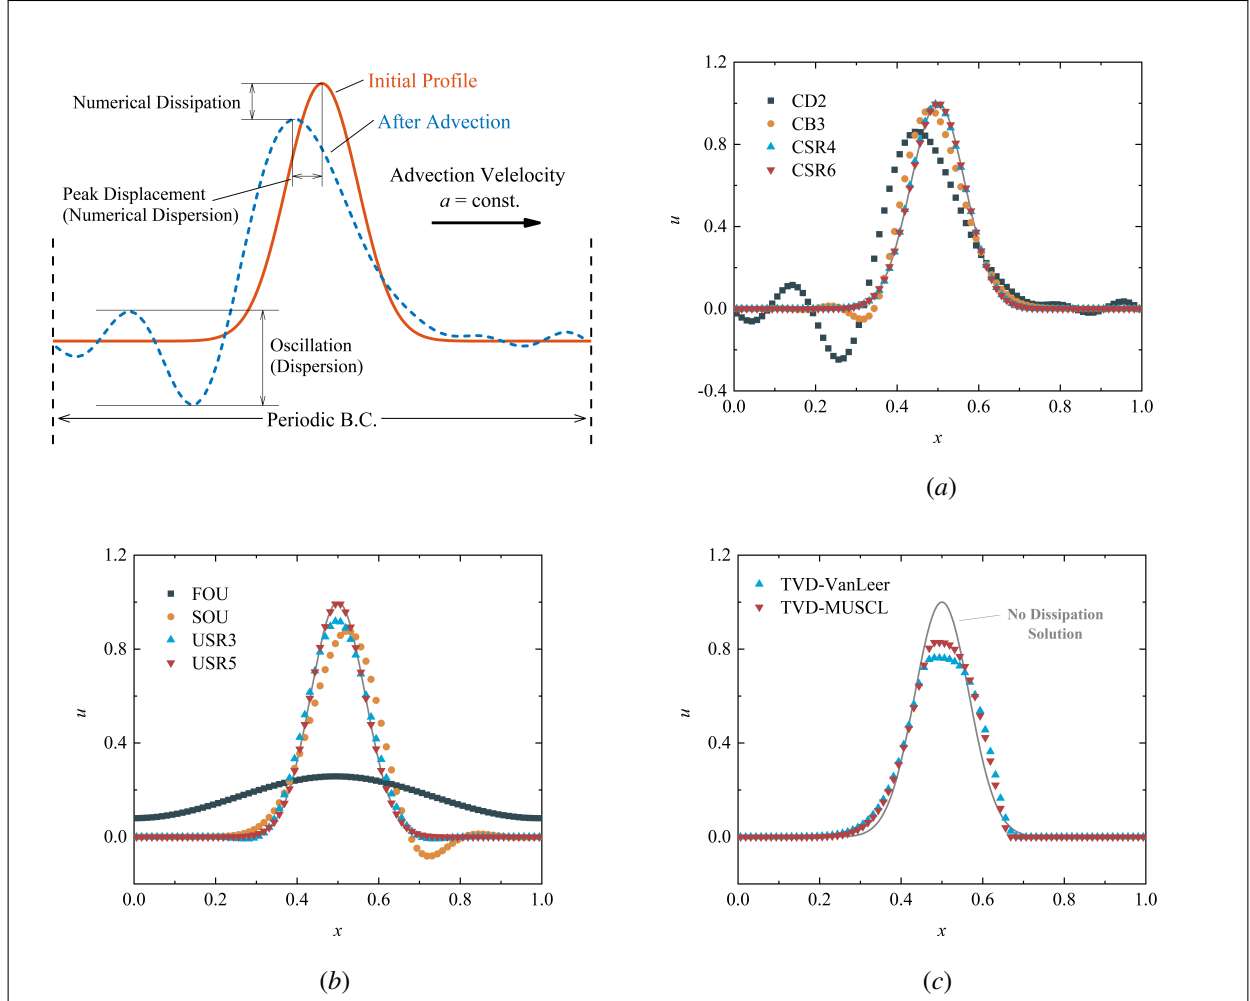 Initial Profile
Numerical Dissipation
After Advection
Advection Velelocity
a = const.
Peak Displacement
(Numerical Dispersion)
Oscillation
(Dispersion)
Periodic B.C.
1.2
0.8
0.4
0.0
-0.4
u
CD2
CB3
CSR4
CSR6
0.0 0.2 0.4 0.6 0.8 1.0
x
(a)
1.2
0.8
0.4
0.0
u
FOU
SOU
USR3
USR5
0.0 0.2 0.4 0.6 0.8 1.0
x
(b)
1.2
0.8
0.4
0.0
u
TVD-VanLeer
TVD-MUSCL
No Dissipation
Solution
0.0 0.2 0.4 0.6 0.8 1.0
x
(c)